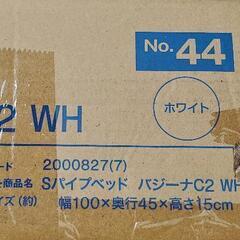 No. 44
2 WH
ホワイト
ード 2000827(7)
商品名 Sパイプベッド バジーナC2 WH
イズ(約) 幅100×奥行45×高さ15cm